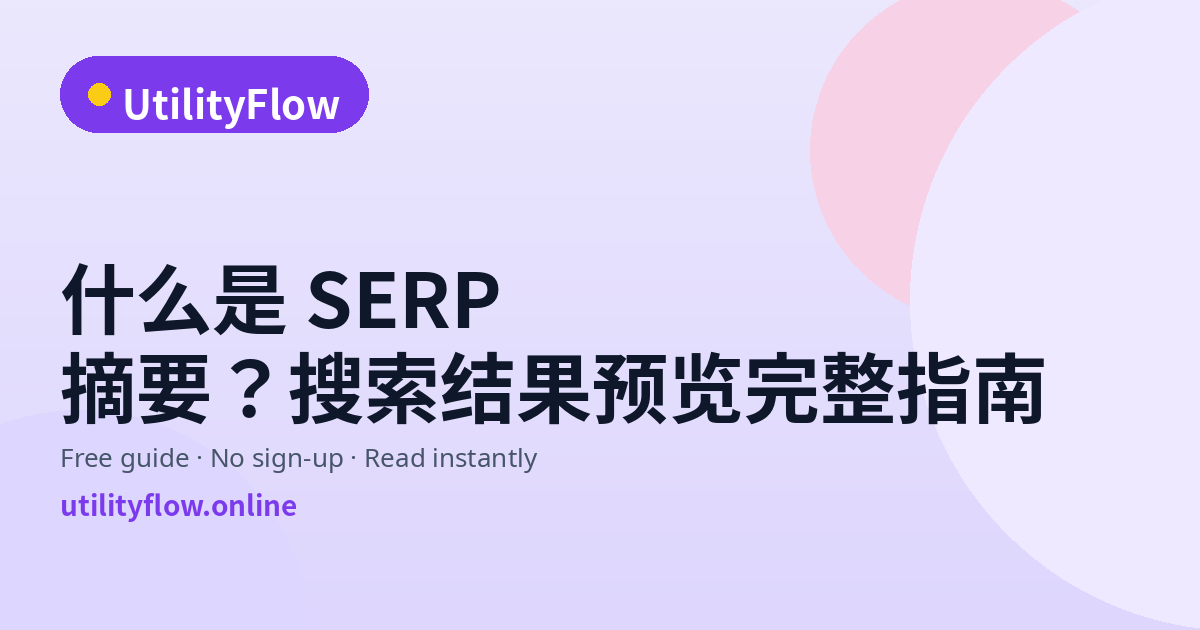 UtilityFlow
什么是 SERP
摘要？搜索结果预览完整指南
Free guide · No sign-up · Read instantly
utilityflow.online